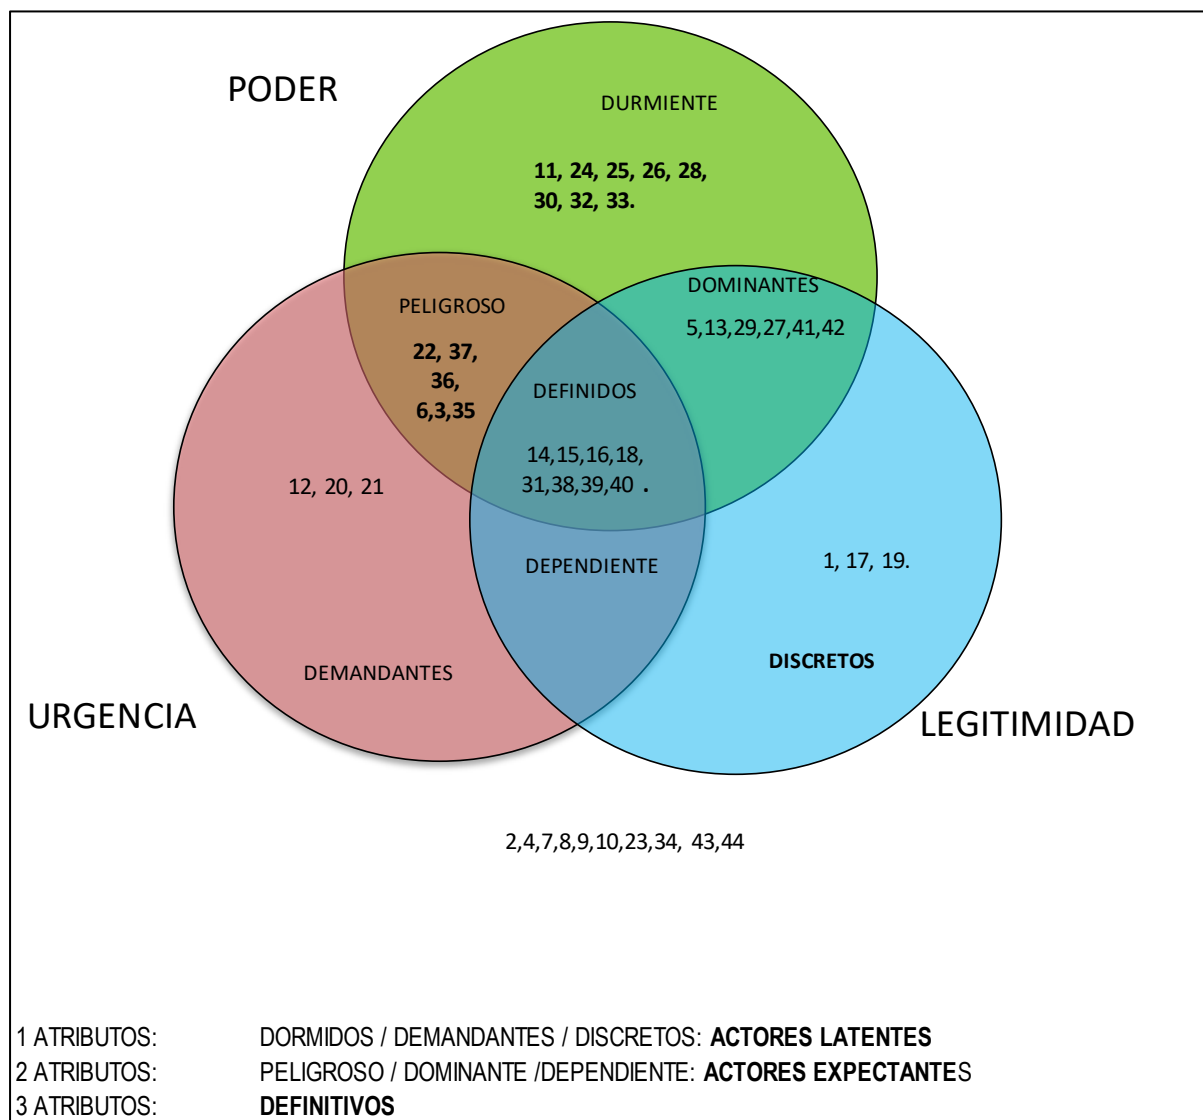 PODER
DURMIENTE
11, 24, 25, 26, 28,
30, 32, 33.
DOMINANTES
5,13,29,27,41,42
PELIGROSO
22, 37,
36,
6,3,35
DEFINIDOS
14,15,16,18,
31,38,39,40 .
12, 20, 21
DEPENDIENTE
1, 17, 19.
DISCRETOS
DEMANDANTES
URGENCIA
LEGITIMIDAD
2,4,7,8,9,10,23,34, 43,44
1 ATRIBUTOS: DORMIDOS / DEMANDANTES / DISCRETOS: ACTORES LATENTES
2 ATRIBUTOS: PELIGROSO / DOMINANTE /DEPENDIENTE: ACTORES EXPECTANTES
3 ATRIBUTOS: DEFINITIVOS